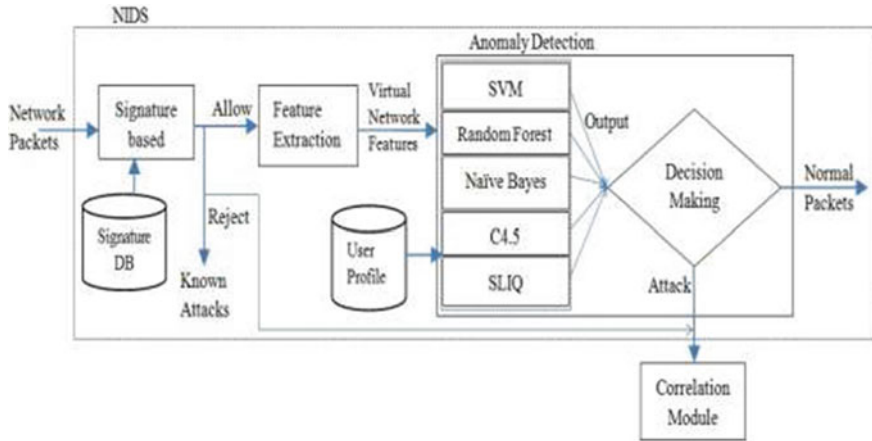 NIDS
Anomaly Detection
Network
Packets
Signature
based
Allow
Feature
Extraction
Virtual
Network
Features
SVM
Random Forest
Naïve Bayes
C4.5
SLIQ
Output
Decision
Making
Normal
Packets
Signature
DB
Reject
Known
Attacks
User
Profile
Attack
Correlation
Module